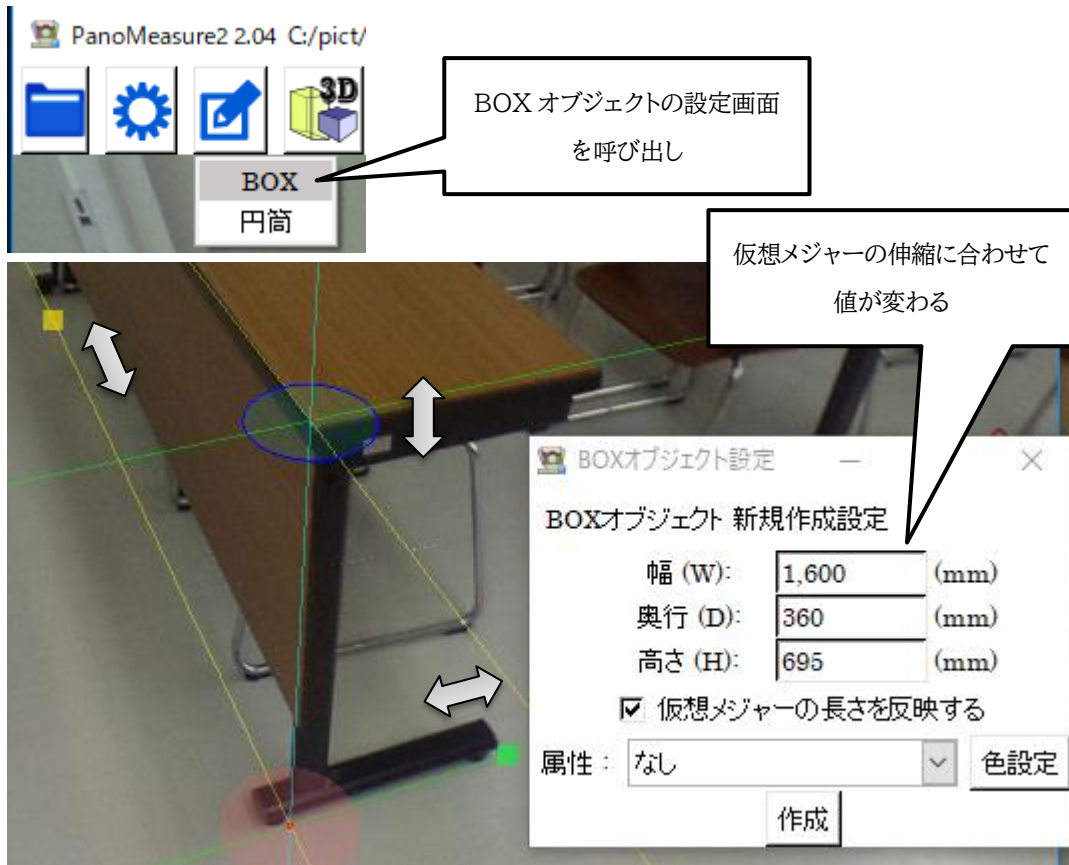 PanoMeasure2 2.04 C:/pict/
3D
BOX
円筒
BOX オブジェクトの設定画面
を呼び出し
仮想メジャーの伸縮に合わせて
値が変わる
BOXオブジェクト設定
BOXオブジェクト 新規作成設定
幅 (W): 1,600 (mm)
奥行 (D): 360 (mm)
高さ (H): 695 (mm)
仮想メジャーの長さを反映する
属性 : なし 色設定
作成